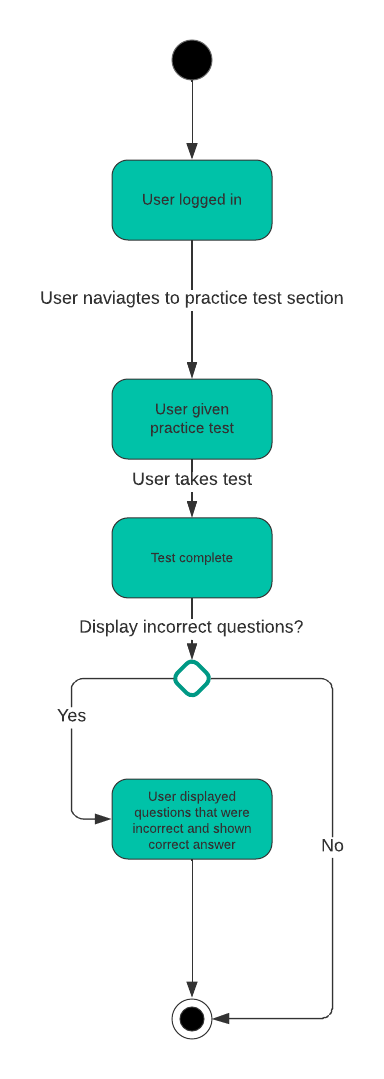 User logged in
User naviagtes to practice test section
User given
practice test
User takes test
Test complete
Display incorrect questions?
Yes
User displayed
questions that were
incorrect and shown
correct answer
No